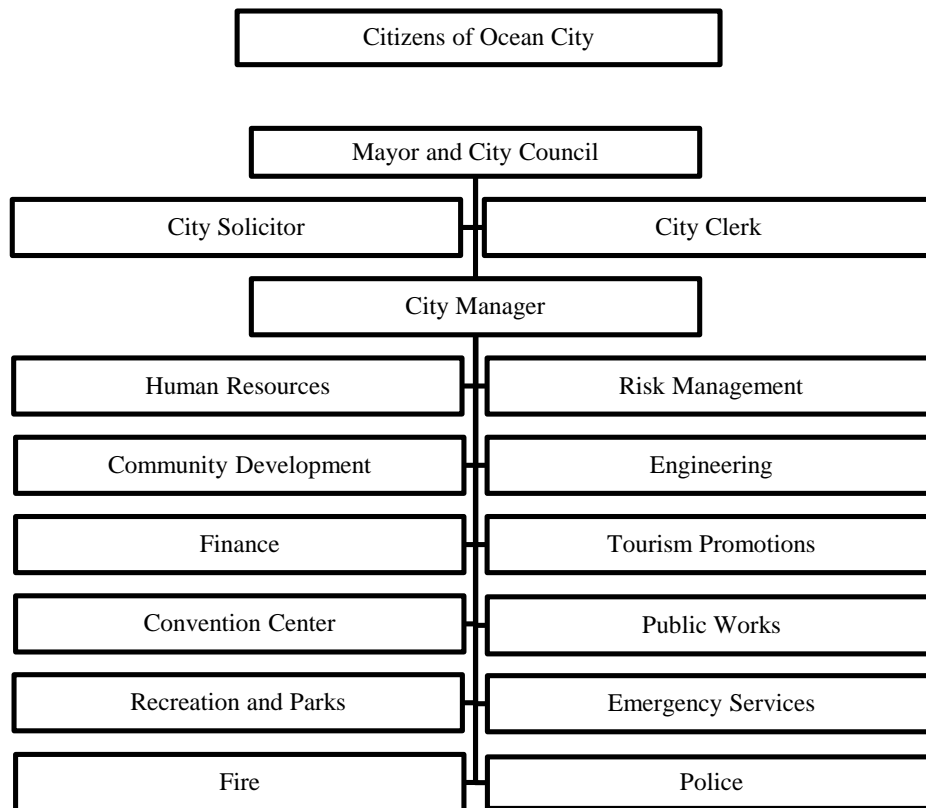 Citizens of Ocean City
Mayor and City Council
City Solicitor
City Clerk
City Manager
Human Resources
Risk Management
Community Development
Engineering
Finance
Tourism Promotions
Convention Center
Public Works
Recreation and Parks
Emergency Services
Fire
Police